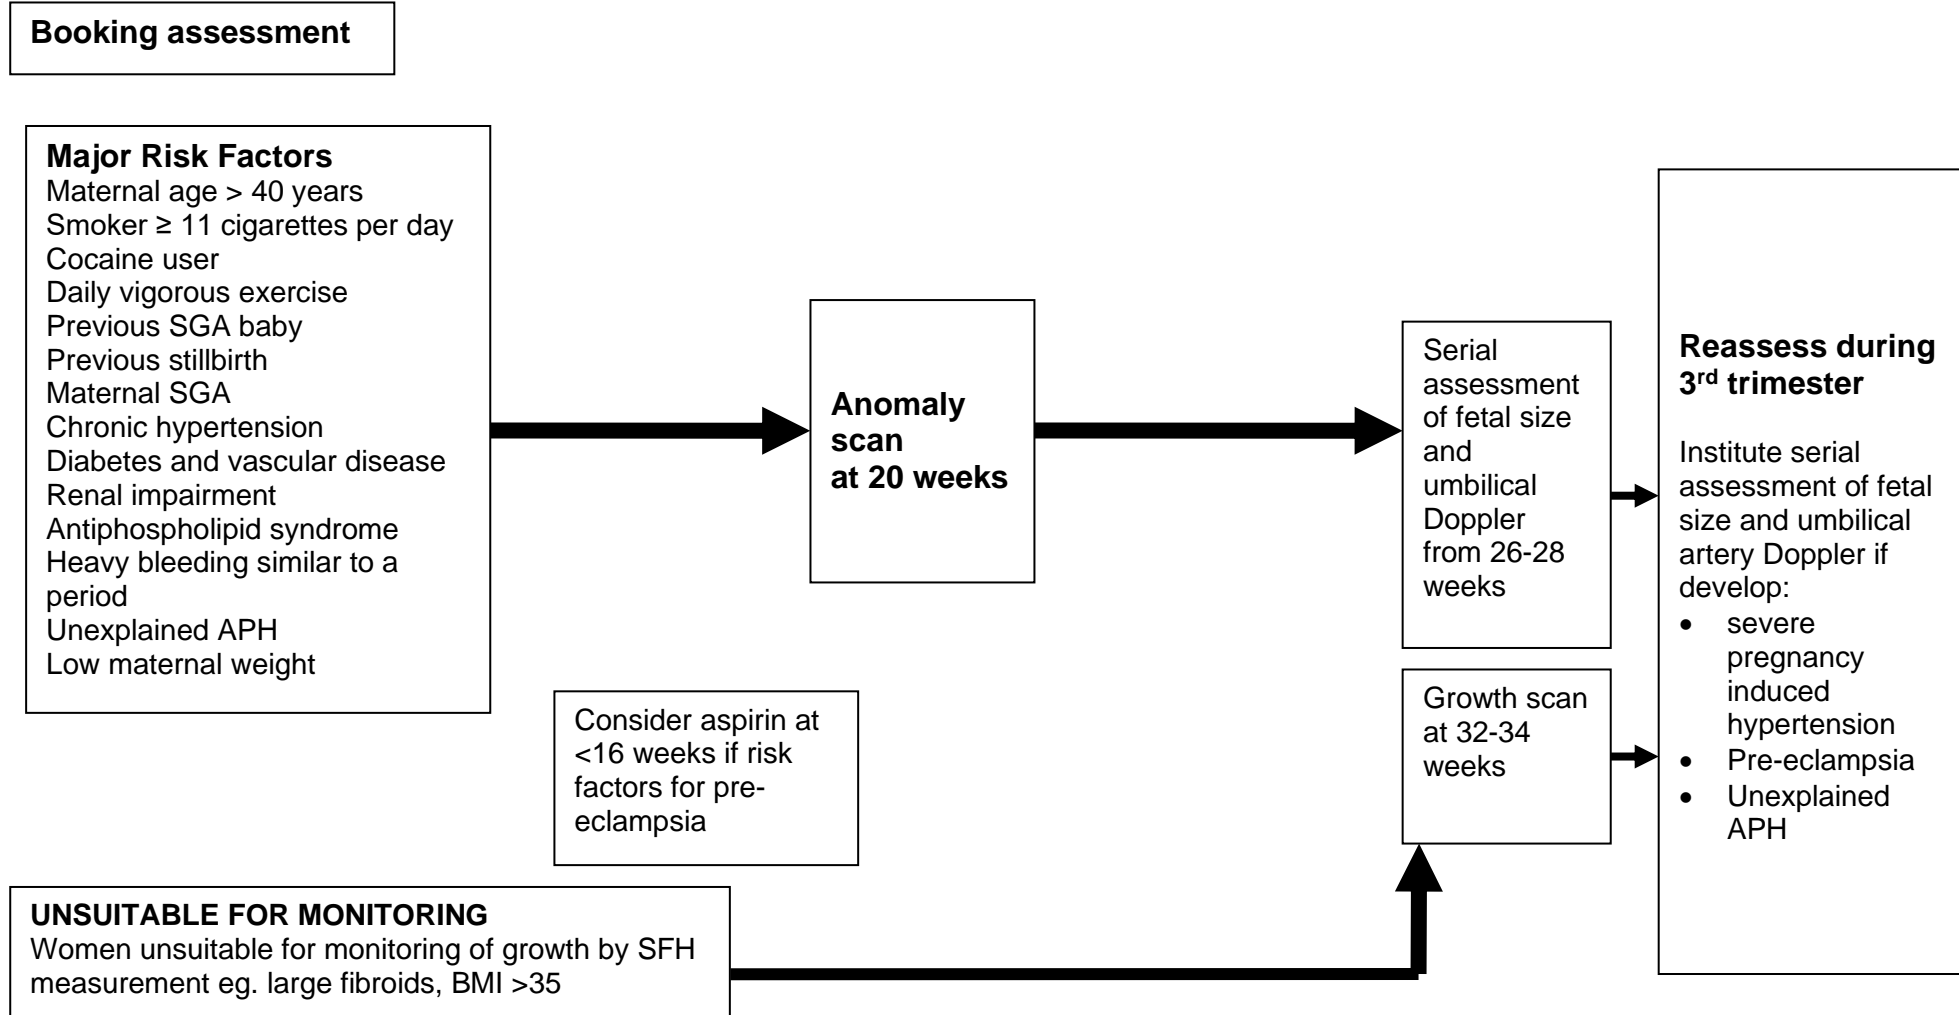 Booking assessment
Major Risk Factors
Maternal age > 40 years
Smoker ≥ 11 cigarettes per day
Cocaine user
Daily vigorous exercise
Previous SGA baby
Previous stillbirth
Maternal SGA
Chronic hypertension
Diabetes and vascular disease
Renal impairment
Antiphospholipid syndrome
Heavy bleeding similar to a
period
Unexplained APH
Low maternal weight
Consider aspirin at
<16 weeks if risk
factors for pre-
eclampsia
UNSUITABLE FOR MONITORING
Women unsuitable for monitoring of growth by SFH
measurement eg. large fibroids, BMI >35
Anomaly
scan
at 20 weeks
Serial
assessment
of fetal size
and
umbilical
Doppler
from 26-28
weeks
Growth scan
at 32-34
weeks
Reassess during
3rd trimester
Institute serial
assessment of fetal
size and umbilical
artery Doppler if
develop:
• severe
pregnancy
induced
hypertension
• Pre-eclampsia
• Unexplained
APH